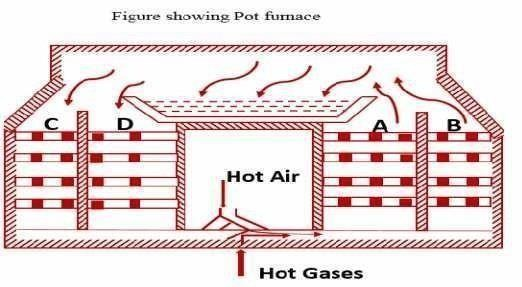 Figure showing Pot furnace
C D A B
Hot Air
Hot Gases